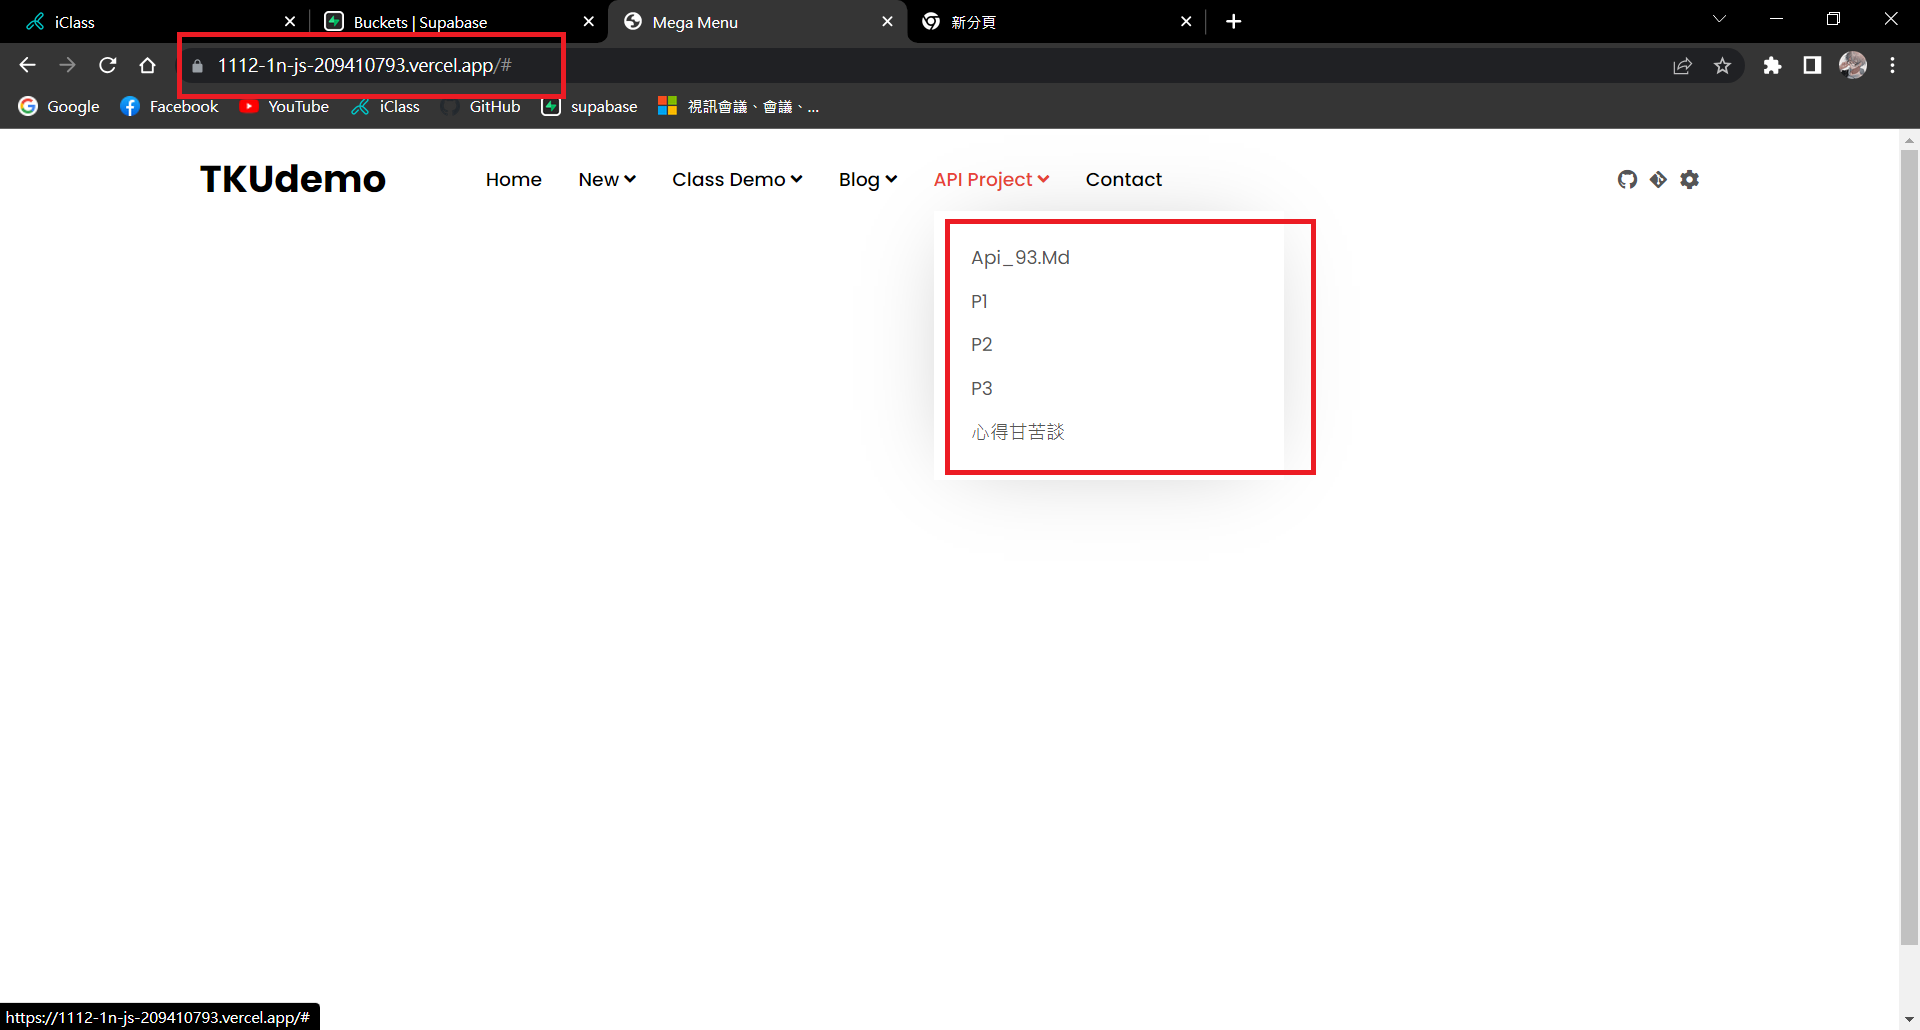 iClass
Buckets | Supabase
Mega Menu
新分頁
1112-1n-js-209410793.vercel.app/#
Google
Facebook
YouTube
iClass
GitHub
supabase
視訊會議、會議、...
TKUdemo
Home
New
Class Demo
Blog
API Project
Contact
Api_93.Md
P1
P2
P3
心得甘苦談
https://1112-1n-js-209410793.vercel.app/#